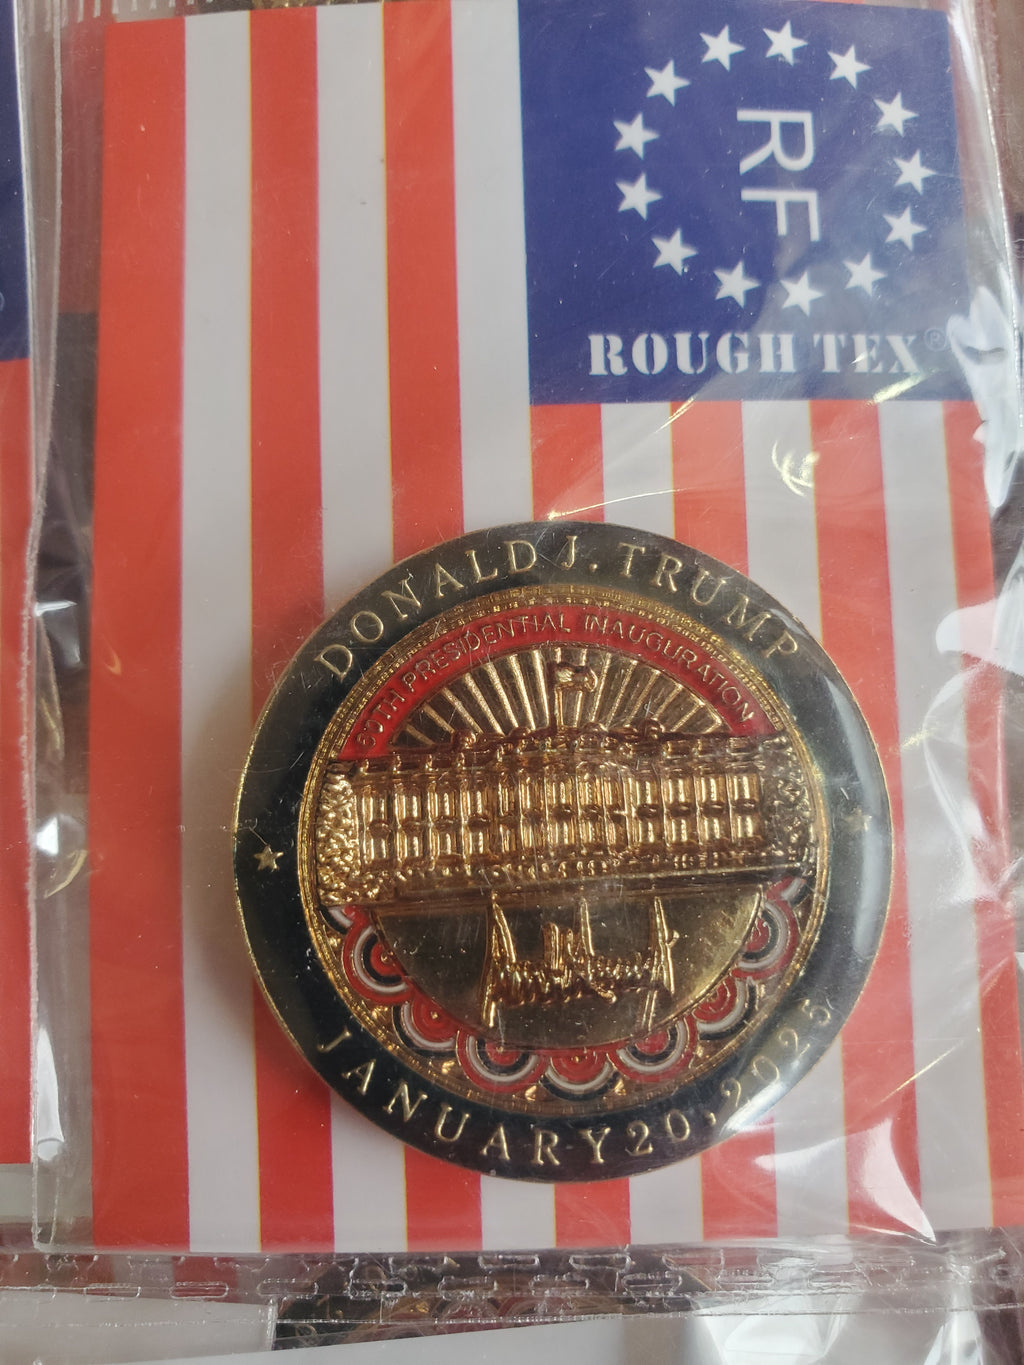 RF
ROUGH TEX®
DONALD J. TRUMP
60TH PRESIDENTIAL INAUGURATION
JANUARY 20, 2025